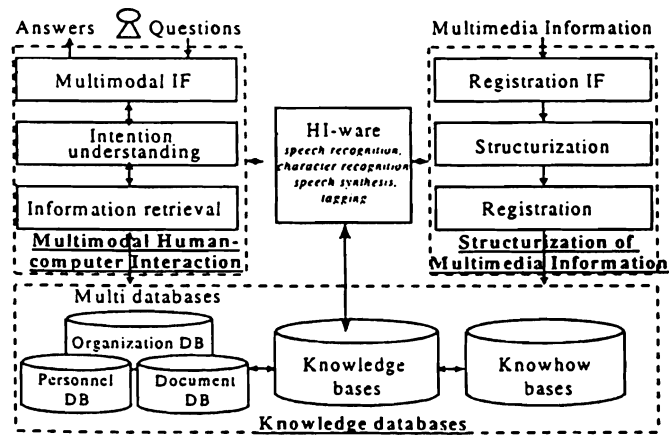 Answers Questions
Multimodal IF
Intention
understanding
Information retrieval
Multimodal Human-
computer Interaction
HI-ware
speech recognition,
character recognition
speech synthesis,
tagging
Multimedia Information
Registration IF
Structurization
Registration
Structurization of
Multimedia Information
Multi databases
Organization DB
Personnel
DB
Document
DB
Knowledge
bases
Knowhow
bases
Knowledge databases